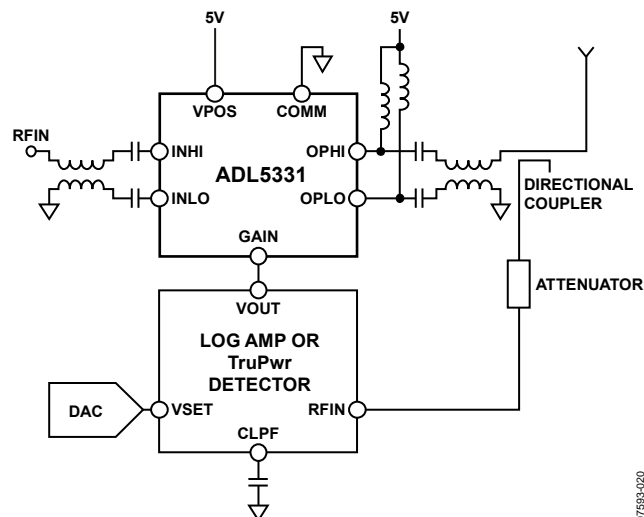 5V
5V
VPOS
COMM
RFIN
INHI
OPHI
ADL5331
INLO
OPLO
DIRECTIONAL
COUPLER
GAIN
ATTENUATOR
VOUT
LOG AMP OR
TruPwr
DETECTOR
DAC
VSET
RFIN
CLPF
07593-020